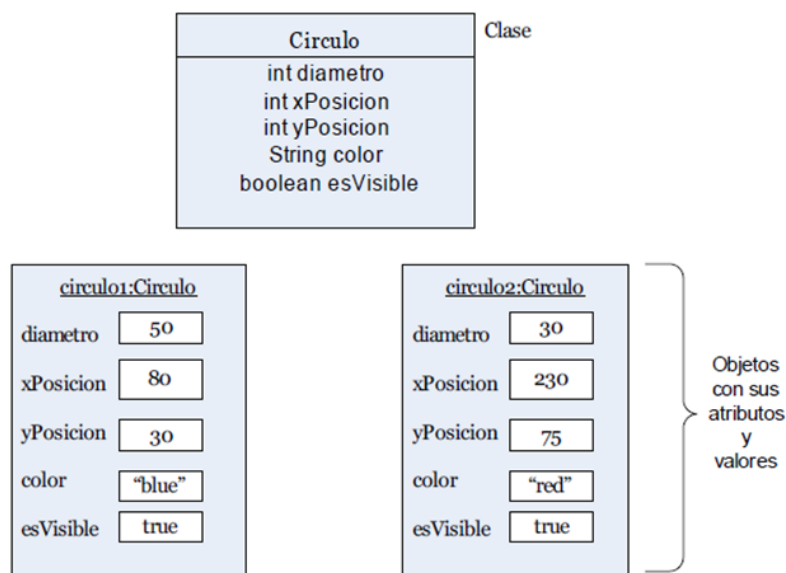 Circulo
Clase
int diametro
int xPosicion
int yPosicion
String color
boolean esVisible
circulo1:Circulo
diametro 50
xPosicion 80
yPosicion 30
color “blue”
esVisible true
circulo2:Circulo
diametro 30
xPosicion 230
yPosicion 75
color “red”
esVisible true
Objetos
con sus
atributos
y
valores